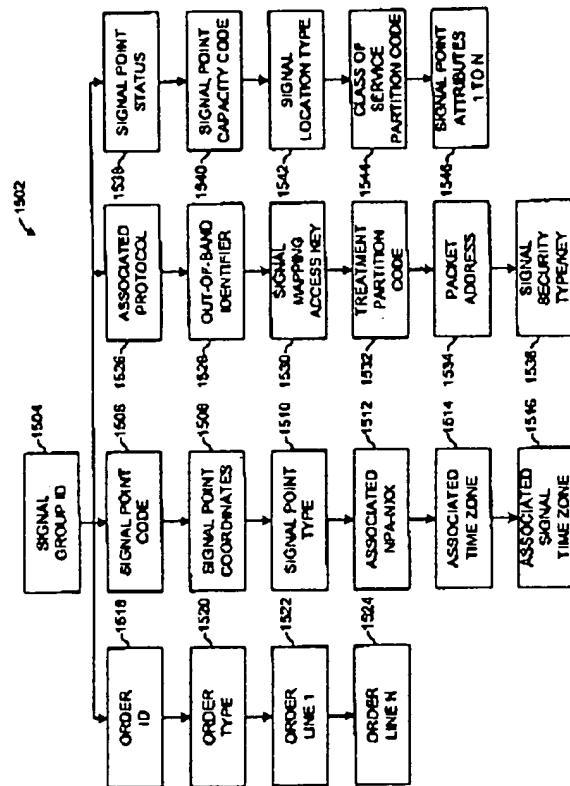 1502
1504
SIGNAL
GROUP ID
1518
ORDER
ID
1520
ORDER
TYPE
1522
ORDER
LINE 1
1524
ORDER
LINE N
1506
SIGNAL POINT
CODE
1508
SIGNAL POINT
COORDINATES
1510
SIGNAL POINT
TYPE
1512
ASSOCIATED
NPA-NXX
1514
ASSOCIATED
TIME ZONE
1516
ASSOCIATED
SIGNAL
TIME ZONE
1526
ASSOCIATED
PROTOCOL
1528
OUT-OF-BAND
IDENTIFIER
1530
SIGNAL
MAPPING
ACCESS KEY
1532
TREATMENT
PARTITION
CODE
1534
PACKET
ADDRESS
1536
SIGNAL
SECURITY
TYPE/KEY
1538
SIGNAL POINT
STATUS
1540
SIGNAL POINT
CAPACITY CODE
1542
SIGNAL
LOCATION TYPE
1544
CLASS OF
SERVICE
PARTITION CODE
1546
SIGNAL POINT
ATTRIBUTES
1 TO N